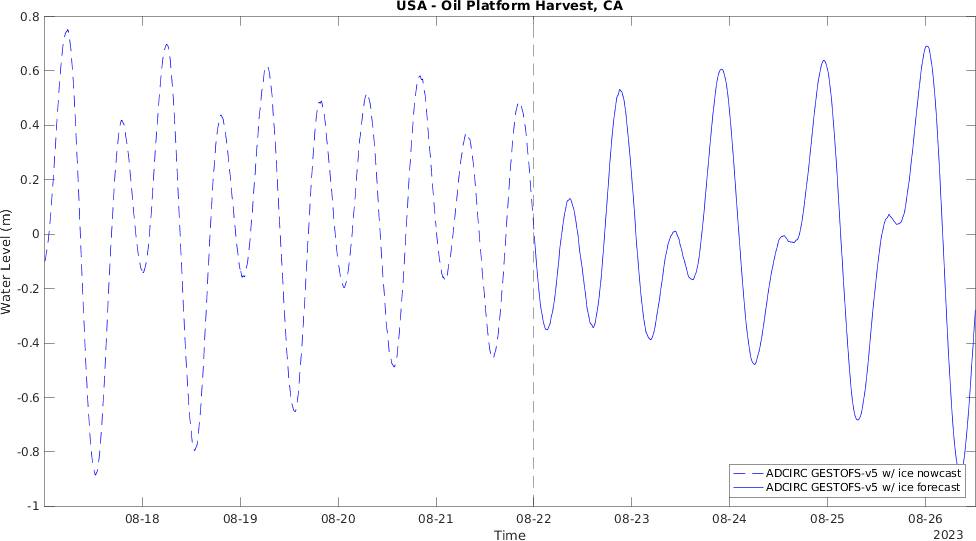 USA - Oil Platform Harvest, CA
0.8
0.6
0.4
0.2
0
-0.2
-0.4
-0.6
-0.8
-1
Water Level (m)
08-18 08-19 08-20 08-21 08-22 08-23 08-24 08-25 08-26
Time
2023
ADCIRC GESTOFS-v5 w/ ice nowcast
ADCIRC GESTOFS-v5 w/ ice forecast